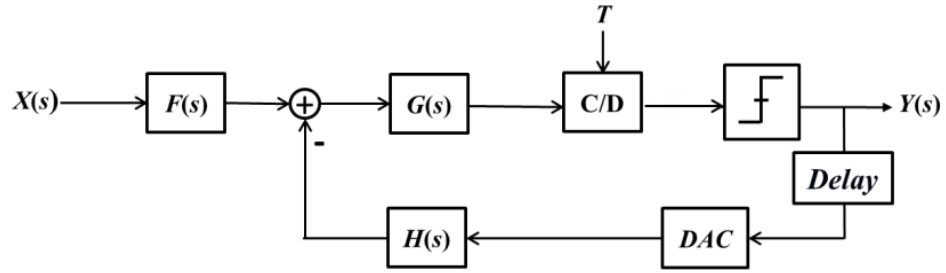 T
X(s)
F(s)
+
G(s)
C/D
Y(s)
-
Delay
H(s)
DAC